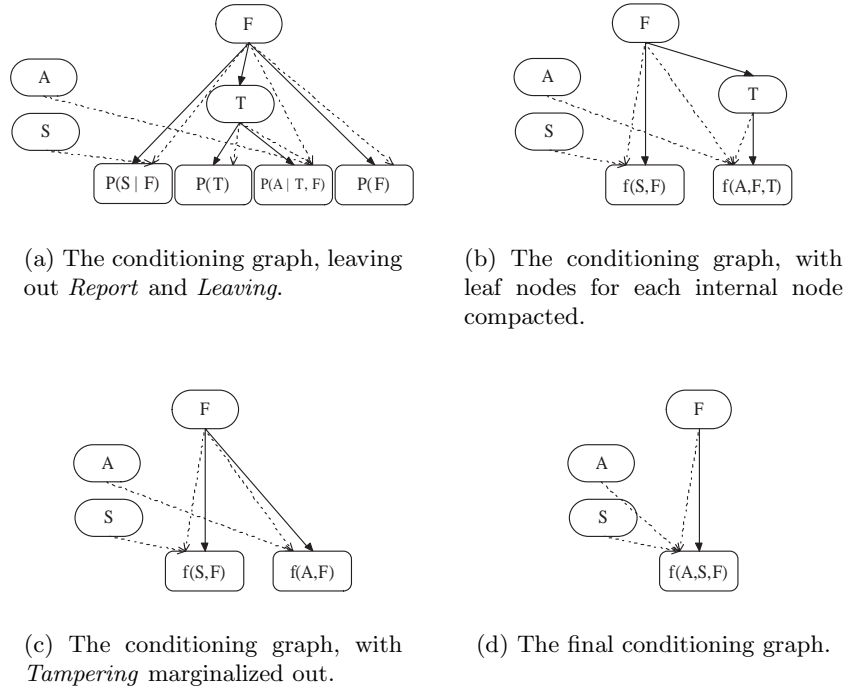 F
A
T
S
P(S | F)
P(T)
P(A | T, F)
P(F)
(a) The conditioning graph, leaving
out Report and Leaving.
F
A
T
S
f(S,F)
f(A,F,T)
(b) The conditioning graph, with
leaf nodes for each internal node
compacted.
F
A
S
f(S,F)
f(A,F)
(c) The conditioning graph, with
Tampering marginalized out.
F
A
S
f(A,S,F)
(d) The final conditioning graph.